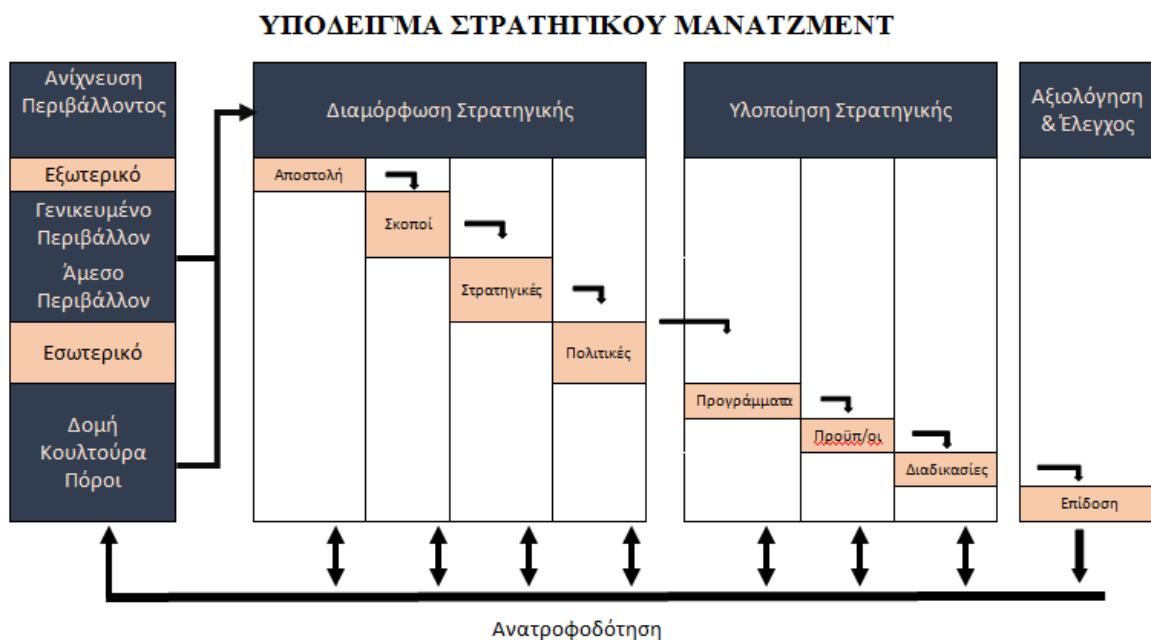 ΥΠΟΔΕΙΓΜΑ ΣΤΡΑΤΗΓΙΚΟΥ ΜΑΝΑΤΖΜΕΝΤ
Ανίχνευση
Περιβάλλοντος
Εξωτερικό
Γενικευμένο
Περιβάλλον
Άμεσο
Περιβάλλον
Εσωτερικό
Δομή
Κουλτούρα
Πόροι
Διαμόρφωση Στρατηγικής
Αποστολή
Σκοποί
Στρατηγικές
Πολιτικές
Υλοποίηση Στρατηγικής
Προγράμματα
Προϋπ/οι
Διαδικασίες
Αξιολόγηση
& Έλεγχος
Επίδοση
Ανατροφοδότηση